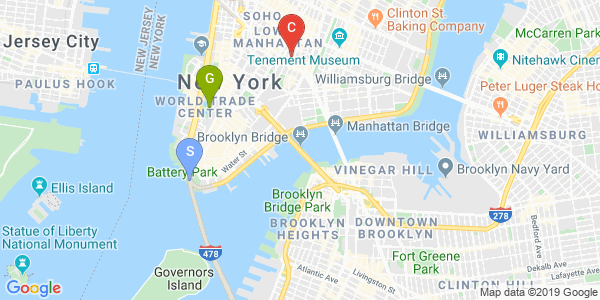 SOHO
Clinton St.
Baking Company
McCarren Park
Jersey City
NEW JERSEY
NEW YORK
C
LOW
MANHATTAN
Tenement Museum
Nitehawk Cinem
PAULUS HOOK
New York
G
Williamsburg Bridge
Peter Luger Steak Ho
WORLD TRADE
CENTER
Brooklyn Bridge
Manhattan Bridge
WILLIAMSBURG
S
Water St
Battery Park
VINEGAR HILL
Brooklyn Navy Yard
Ellis Island
Brooklyn
Bridge Park
278
Statue of Liberty
National Monument
478
BROOKLYN
HEIGHTS
DOWNTOWN
BROOKLYN
Bedford Ave
Fort Greene
Park
DeKalb Ave
Lafayette Ave
Governors
Island
Atlantic Ave
Livingston St
CLINTON HILL
Google
Map data ©2019 Google